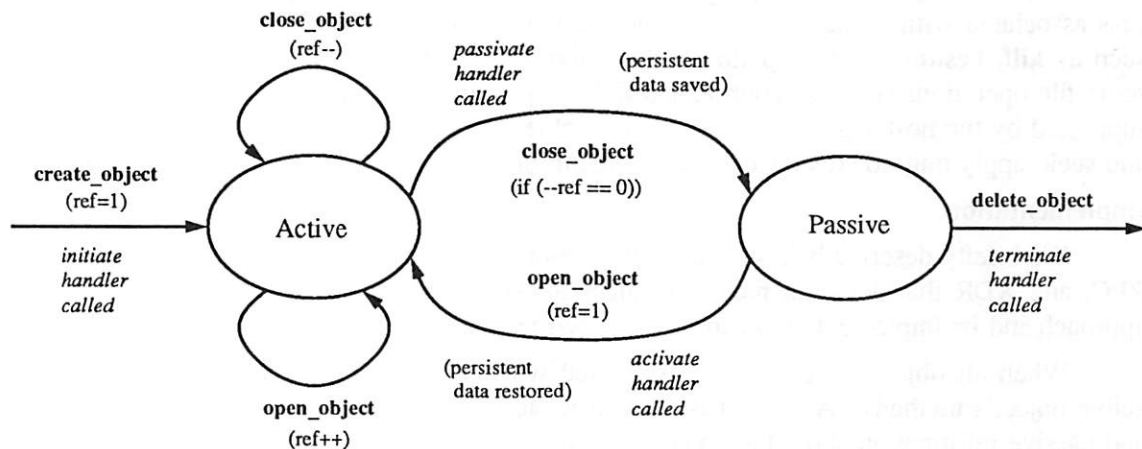 close_object
(ref--)
passivate
handler
called
(persistent
data saved)
create_object
(ref=1)
initiate
handler
called
Active
close_object
(if (--ref == 0))
Passive
delete_object
terminate
handler
called
open_object
(ref=1)
(persistent
data restored)
activate
handler
called
open_object
(ref++)